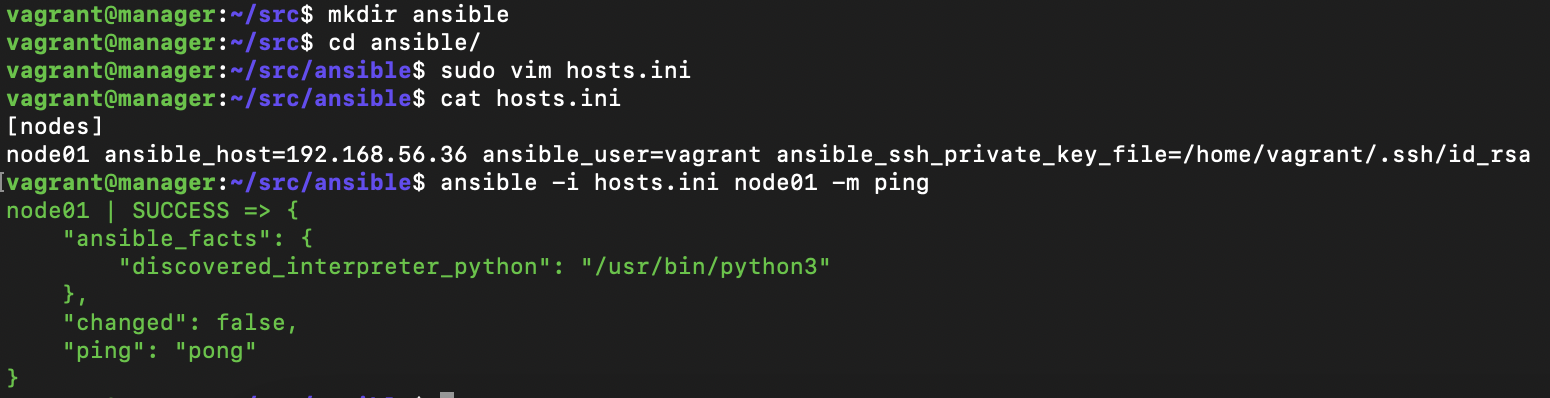 vagrant@manager:~/src$ mkdir ansible
vagrant@manager:~/src$ cd ansible/
vagrant@manager:~/src/ansible$ sudo vim hosts.ini
vagrant@manager:~/src/ansible$ cat hosts.ini
[nodes]
node01 ansible_host=192.168.56.36 ansible_user=vagrant ansible_ssh_private_key_file=/home/vagrant/.ssh/id_rsa
vagrant@manager:~/src/ansible$ ansible -i hosts.ini node01 -m ping
node01 | SUCCESS => {
    "ansible_facts": {
        "discovered_interpreter_python": "/usr/bin/python3"
    },
    "changed": false,
    "ping": "pong"
}